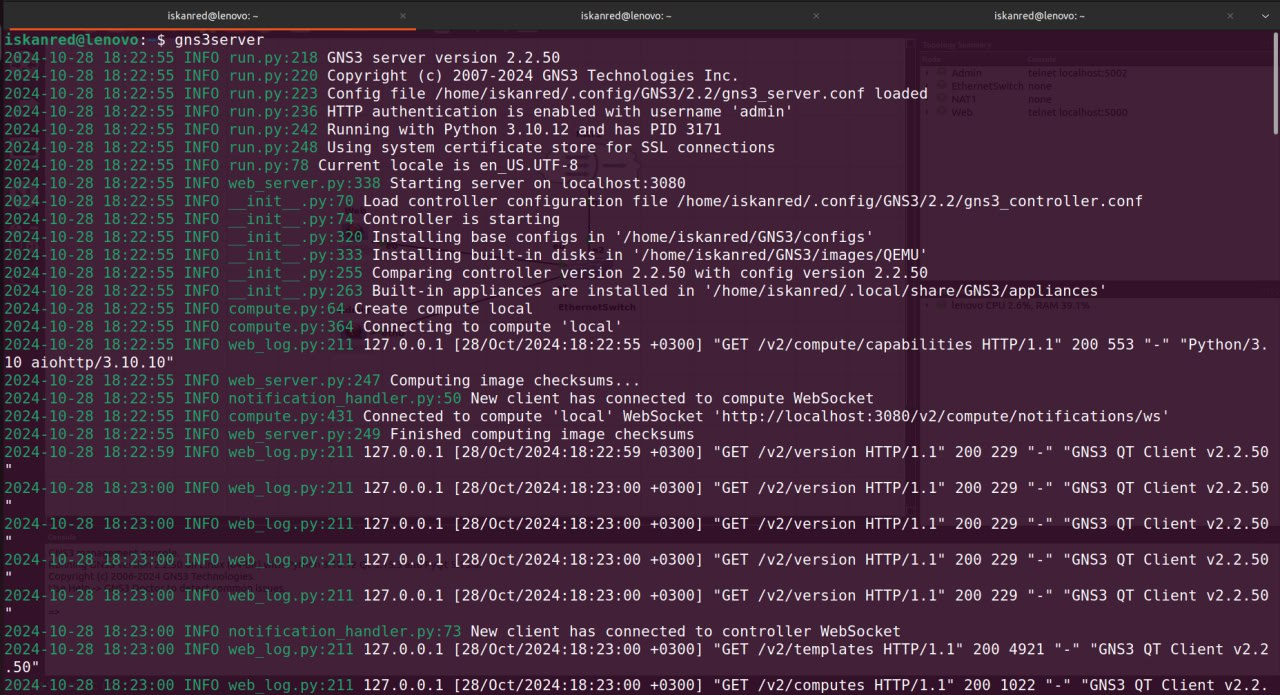 iskanred@lenovo: ~
iskanred@lenovo: ~
iskanred@lenovo: ~
iskanred@lenovo:~$ gns3server
2024-10-28 18:22:55 INFO run.py:218 GNS3 server version 2.2.50
2024-10-28 18:22:55 INFO run.py:220 Copyright (c) 2007-2024 GNS3 Technologies Inc.
2024-10-28 18:22:55 INFO run.py:223 Config file /home/iskanred/.config/GNS3/2.2/gns3_server.conf loaded
2024-10-28 18:22:55 INFO run.py:236 HTTP authentication is enabled with username 'admin'
2024-10-28 18:22:55 INFO run.py:242 Running with Python 3.10.12 and has PID 3171
2024-10-28 18:22:55 INFO run.py:248 Using system certificate store for SSL connections
2024-10-28 18:22:55 INFO run.py:78 Current locale is en_US.UTF-8
2024-10-28 18:22:55 INFO web_server.py:338 Starting server on localhost:3080
2024-10-28 18:22:55 INFO __init__.py:70 Load controller configuration file /home/iskanred/.config/GNS3/2.2/gns3_controller.conf
2024-10-28 18:22:55 INFO __init__.py:74 Controller is starting
2024-10-28 18:22:55 INFO __init__.py:320 Installing base configs in '/home/iskanred/GNS3/configs'
2024-10-28 18:22:55 INFO __init__.py:333 Installing built-in disks in '/home/iskanred/GNS3/images/QEMU'
2024-10-28 18:22:55 INFO __init__.py:255 Comparing controller version 2.2.50 with config version 2.2.50
2024-10-28 18:22:55 INFO __init__.py:263 Built-in appliances are installed in '/home/iskanred/.local/share/GNS3/appliances'
2024-10-28 18:22:55 INFO compute.py:64 Create compute local
2024-10-28 18:22:55 INFO compute.py:364 Connecting to compute 'local'
2024-10-28 18:22:55 INFO web_log.py:211 127.0.0.1 [28/Oct/2024:18:22:55 +0300] "GET /v2/compute/capabilities HTTP/1.1" 200 553 "-" "Python/3.
10 aiohttp/3.10.10"
2024-10-28 18:22:55 INFO web_server.py:247 Computing image checksums...
2024-10-28 18:22:55 INFO notification_handler.py:50 New client has connected to compute WebSocket
2024-10-28 18:22:55 INFO compute.py:431 Connected to compute 'local' WebSocket 'http://localhost:3080/v2/compute/notifications/ws'
2024-10-28 18:22:55 INFO web_server.py:249 Finished computing image checksums
2024-10-28 18:22:59 INFO web_log.py:211 127.0.0.1 [28/Oct/2024:18:22:59 +0300] "GET /v2/version HTTP/1.1" 200 229 "-" "GNS3 QT Client v2.2.50
"
2024-10-28 18:23:00 INFO web_log.py:211 127.0.0.1 [28/Oct/2024:18:23:00 +0300] "GET /v2/version HTTP/1.1" 200 229 "-" "GNS3 QT Client v2.2.50
"
2024-10-28 18:23:00 INFO web_log.py:211 127.0.0.1 [28/Oct/2024:18:23:00 +0300] "GET /v2/version HTTP/1.1" 200 229 "-" "GNS3 QT Client v2.2.50
"
2024-10-28 18:23:00 INFO web_log.py:211 127.0.0.1 [28/Oct/2024:18:23:00 +0300] "GET /v2/version HTTP/1.1" 200 229 "-" "GNS3 QT Client v2.2.50
"
2024-10-28 18:23:00 INFO web_log.py:211 127.0.0.1 [28/Oct/2024:18:23:00 +0300] "GET /v2/version HTTP/1.1" 200 229 "-" "GNS3 QT Client v2.2.50
"
2024-10-28 18:23:00 INFO notification_handler.py:73 New client has connected to controller WebSocket
2024-10-28 18:23:00 INFO web_log.py:211 127.0.0.1 [28/Oct/2024:18:23:00 +0300] "GET /v2/templates HTTP/1.1" 200 4921 "-" "GNS3 QT Client v2.2
.50"
2024-10-28 18:23:00 INFO web_log.py:211 127.0.0.1 [28/Oct/2024:18:23:00 +0300] "GET /v2/computes HTTP/1.1" 200 1022 "-" "GNS3 QT Client v2.2.
Topology Summary
Node Console
Admin telnet localhost:5002
EthernetSwitch none
NAT1 none
Web telnet localhost:5000
EthernetSwitch
lenovo CPU 2.6%, RAM 39.1%
Console
Copyright (c) 2006-2024 GNS3 Technologies.
=>